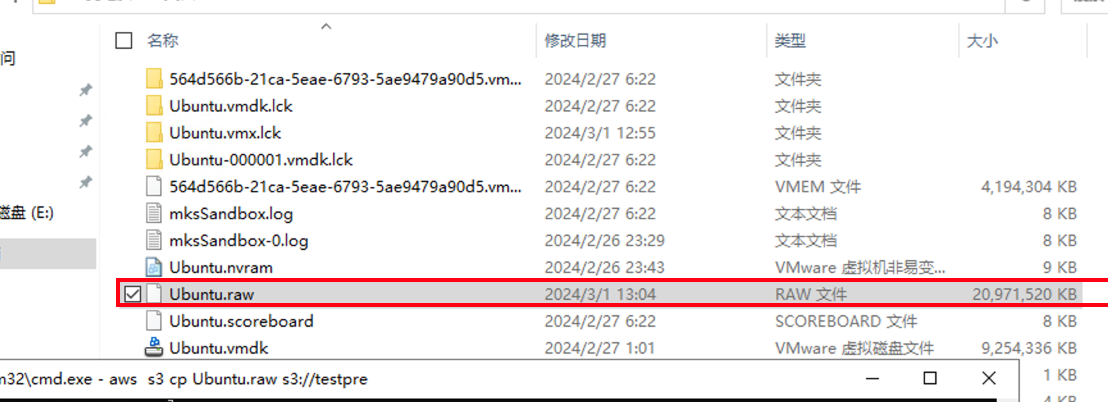 名称 修改日期 类型 大小
问
564d566b-21ca-5eae-6793-5ae9479a90d5.vm... 2024/2/27 6:22 文件夹
Ubuntu.vmdk.lck 2024/2/27 6:22 文件夹
Ubuntu.vmx.lck 2024/3/1 12:55 文件夹
Ubuntu-000001.vmdk.lck 2024/2/27 6:22 文件夹
564d566b-21ca-5eae-6793-5ae9479a90d5.vm... 2024/2/27 6:22 VMEM 文件 4,194,304 KB
磁盘 (E:) mksSandbox.log 2024/2/27 6:22 文本文档 8 KB
mksSandbox-0.log 2024/2/26 23:29 文本文档 8 KB
Ubuntu.nvram 2024/2/26 23:43 VMware 虚拟机非易变... 9 KB
Ubuntu.raw 2024/3/1 13:04 RAW 文件 20,971,520 KB
Ubuntu.scoreboard 2024/2/27 6:22 SCOREBOARD 文件 8 KB
Ubuntu.vmdk 2024/2/27 1:01 VMware 虚拟磁盘文件 9,254,336 KB
m32\cmd.exe - aws s3 cp Ubuntu.raw s3://testpre 1 KB
4 KB